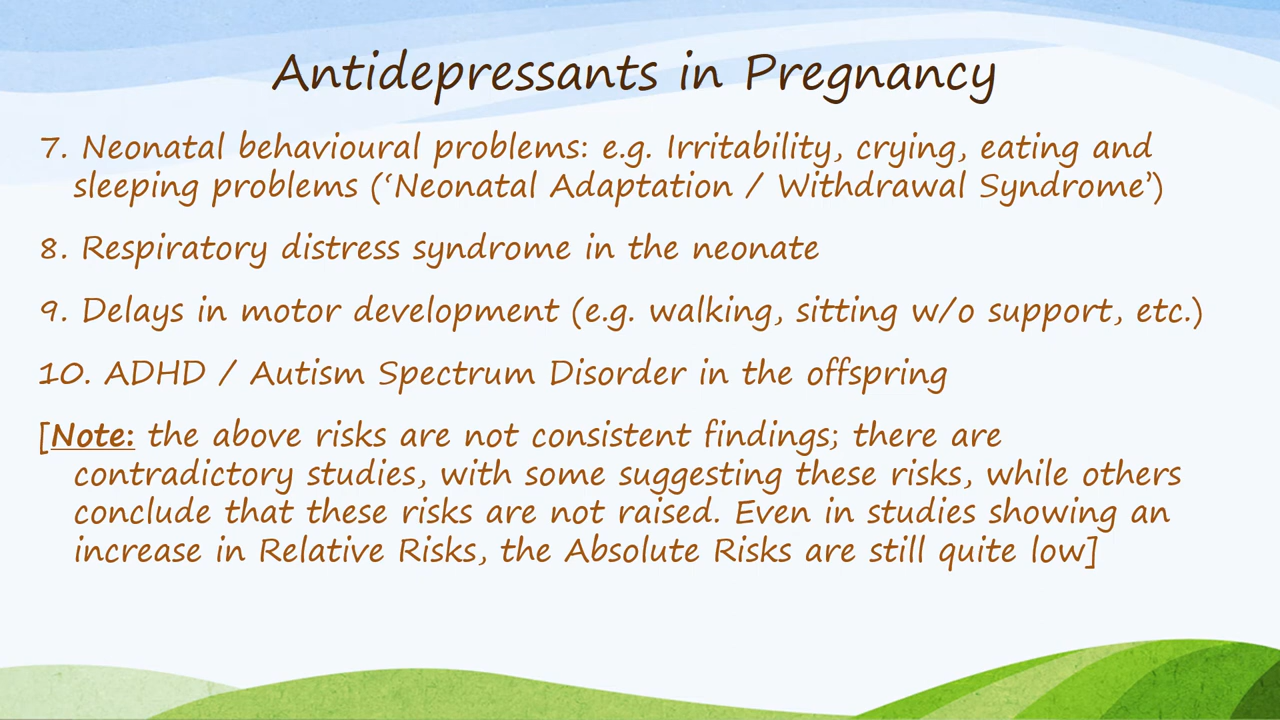 Antidepressants in Pregnancy
7. Neonatal behavioural problems: e.g. Irritability, crying, eating and
sleeping problems (‘Neonatal Adaptation / Withdrawal Syndrome’)
8. Respiratory distress syndrome in the neonate
9. Delays in motor development (e.g. walking, sitting w/o support, etc.)
10. ADHD / Autism Spectrum Disorder in the offspring
[Note: the above risks are not consistent findings; there are
contradictory studies, with some suggesting these risks, while others
conclude that these risks are not raised. Even in studies showing an
increase in Relative Risks, the Absolute Risks are still quite low]